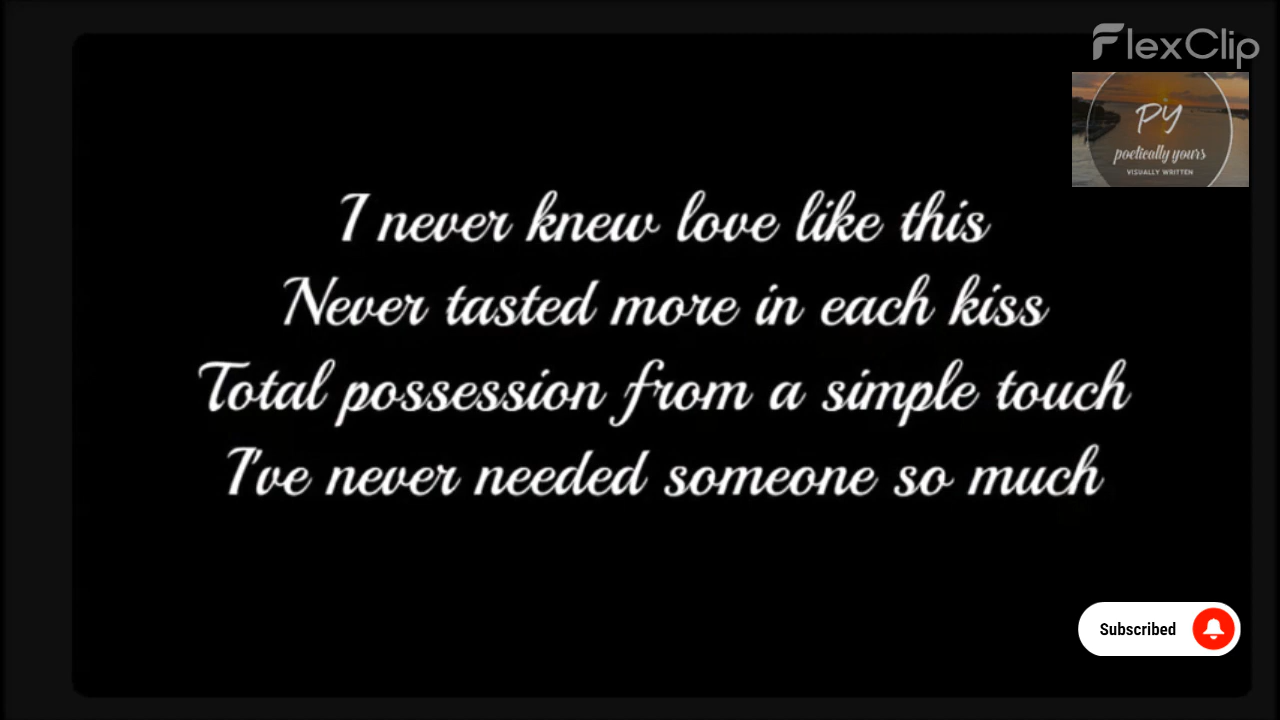 FlexClip
PY
poetically yours
VISUALLY WRITTEN
I never knew love like this
Never tasted more in each kiss
Total possession from a simple touch
I've never needed someone so much
Subscribed